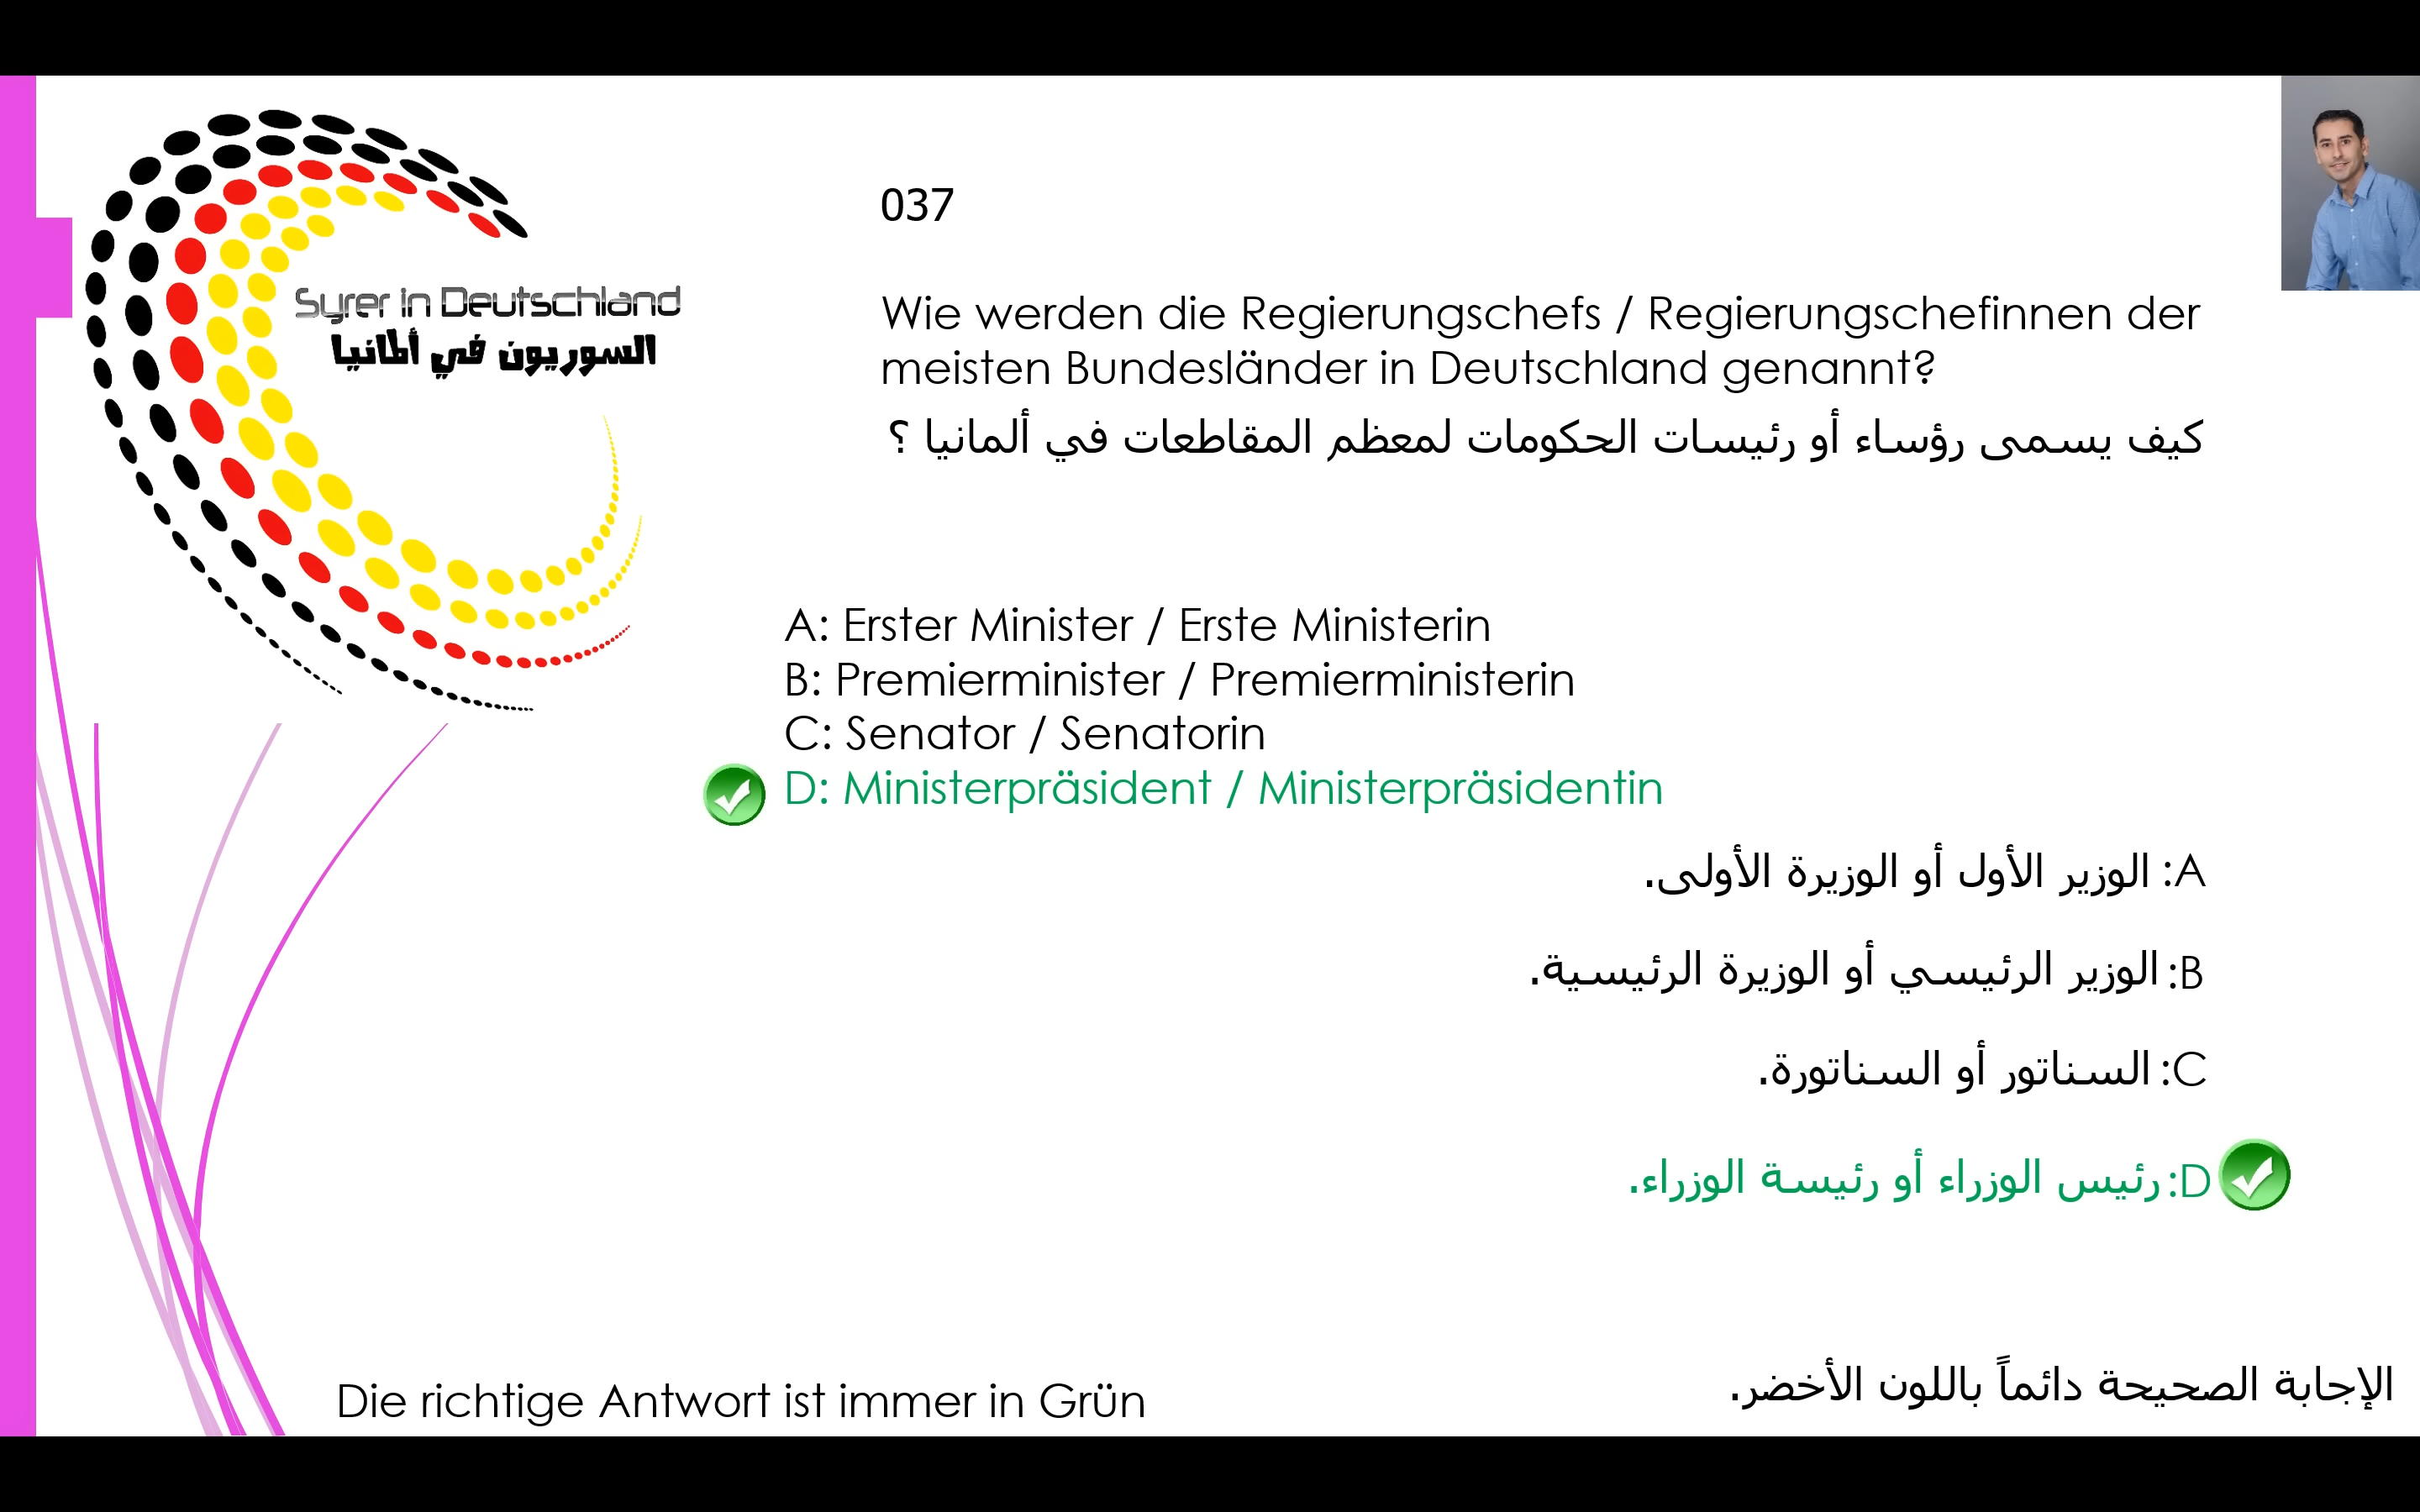 Syrer in Deutschland
السوريون في ألمانيا
037
Wie werden die Regierungschefs / Regierungschefinnen der
meisten Bundesländer in Deutschland genannt?
كيف يسمى رؤساء أو رئيسات الحكومات لمعظم المقاطعات في ألمانيا ؟
A: Erster Minister / Erste Ministerin
B: Premierminister / Premierministerin
C: Senator / Senatorin
D: Ministerpräsident / Ministerpräsidentin
A: الوزير الأول أو الوزيرة الأولى.
B: الوزير الرئيسي أو الوزيرة الرئيسية.
C: السناتور أو السناتورة.
D: رئيس الوزراء أو رئيسة الوزراء.
Die richtige Antwort ist immer in Grün
الإجابة الصحيحة دائماً باللون الأخضر.